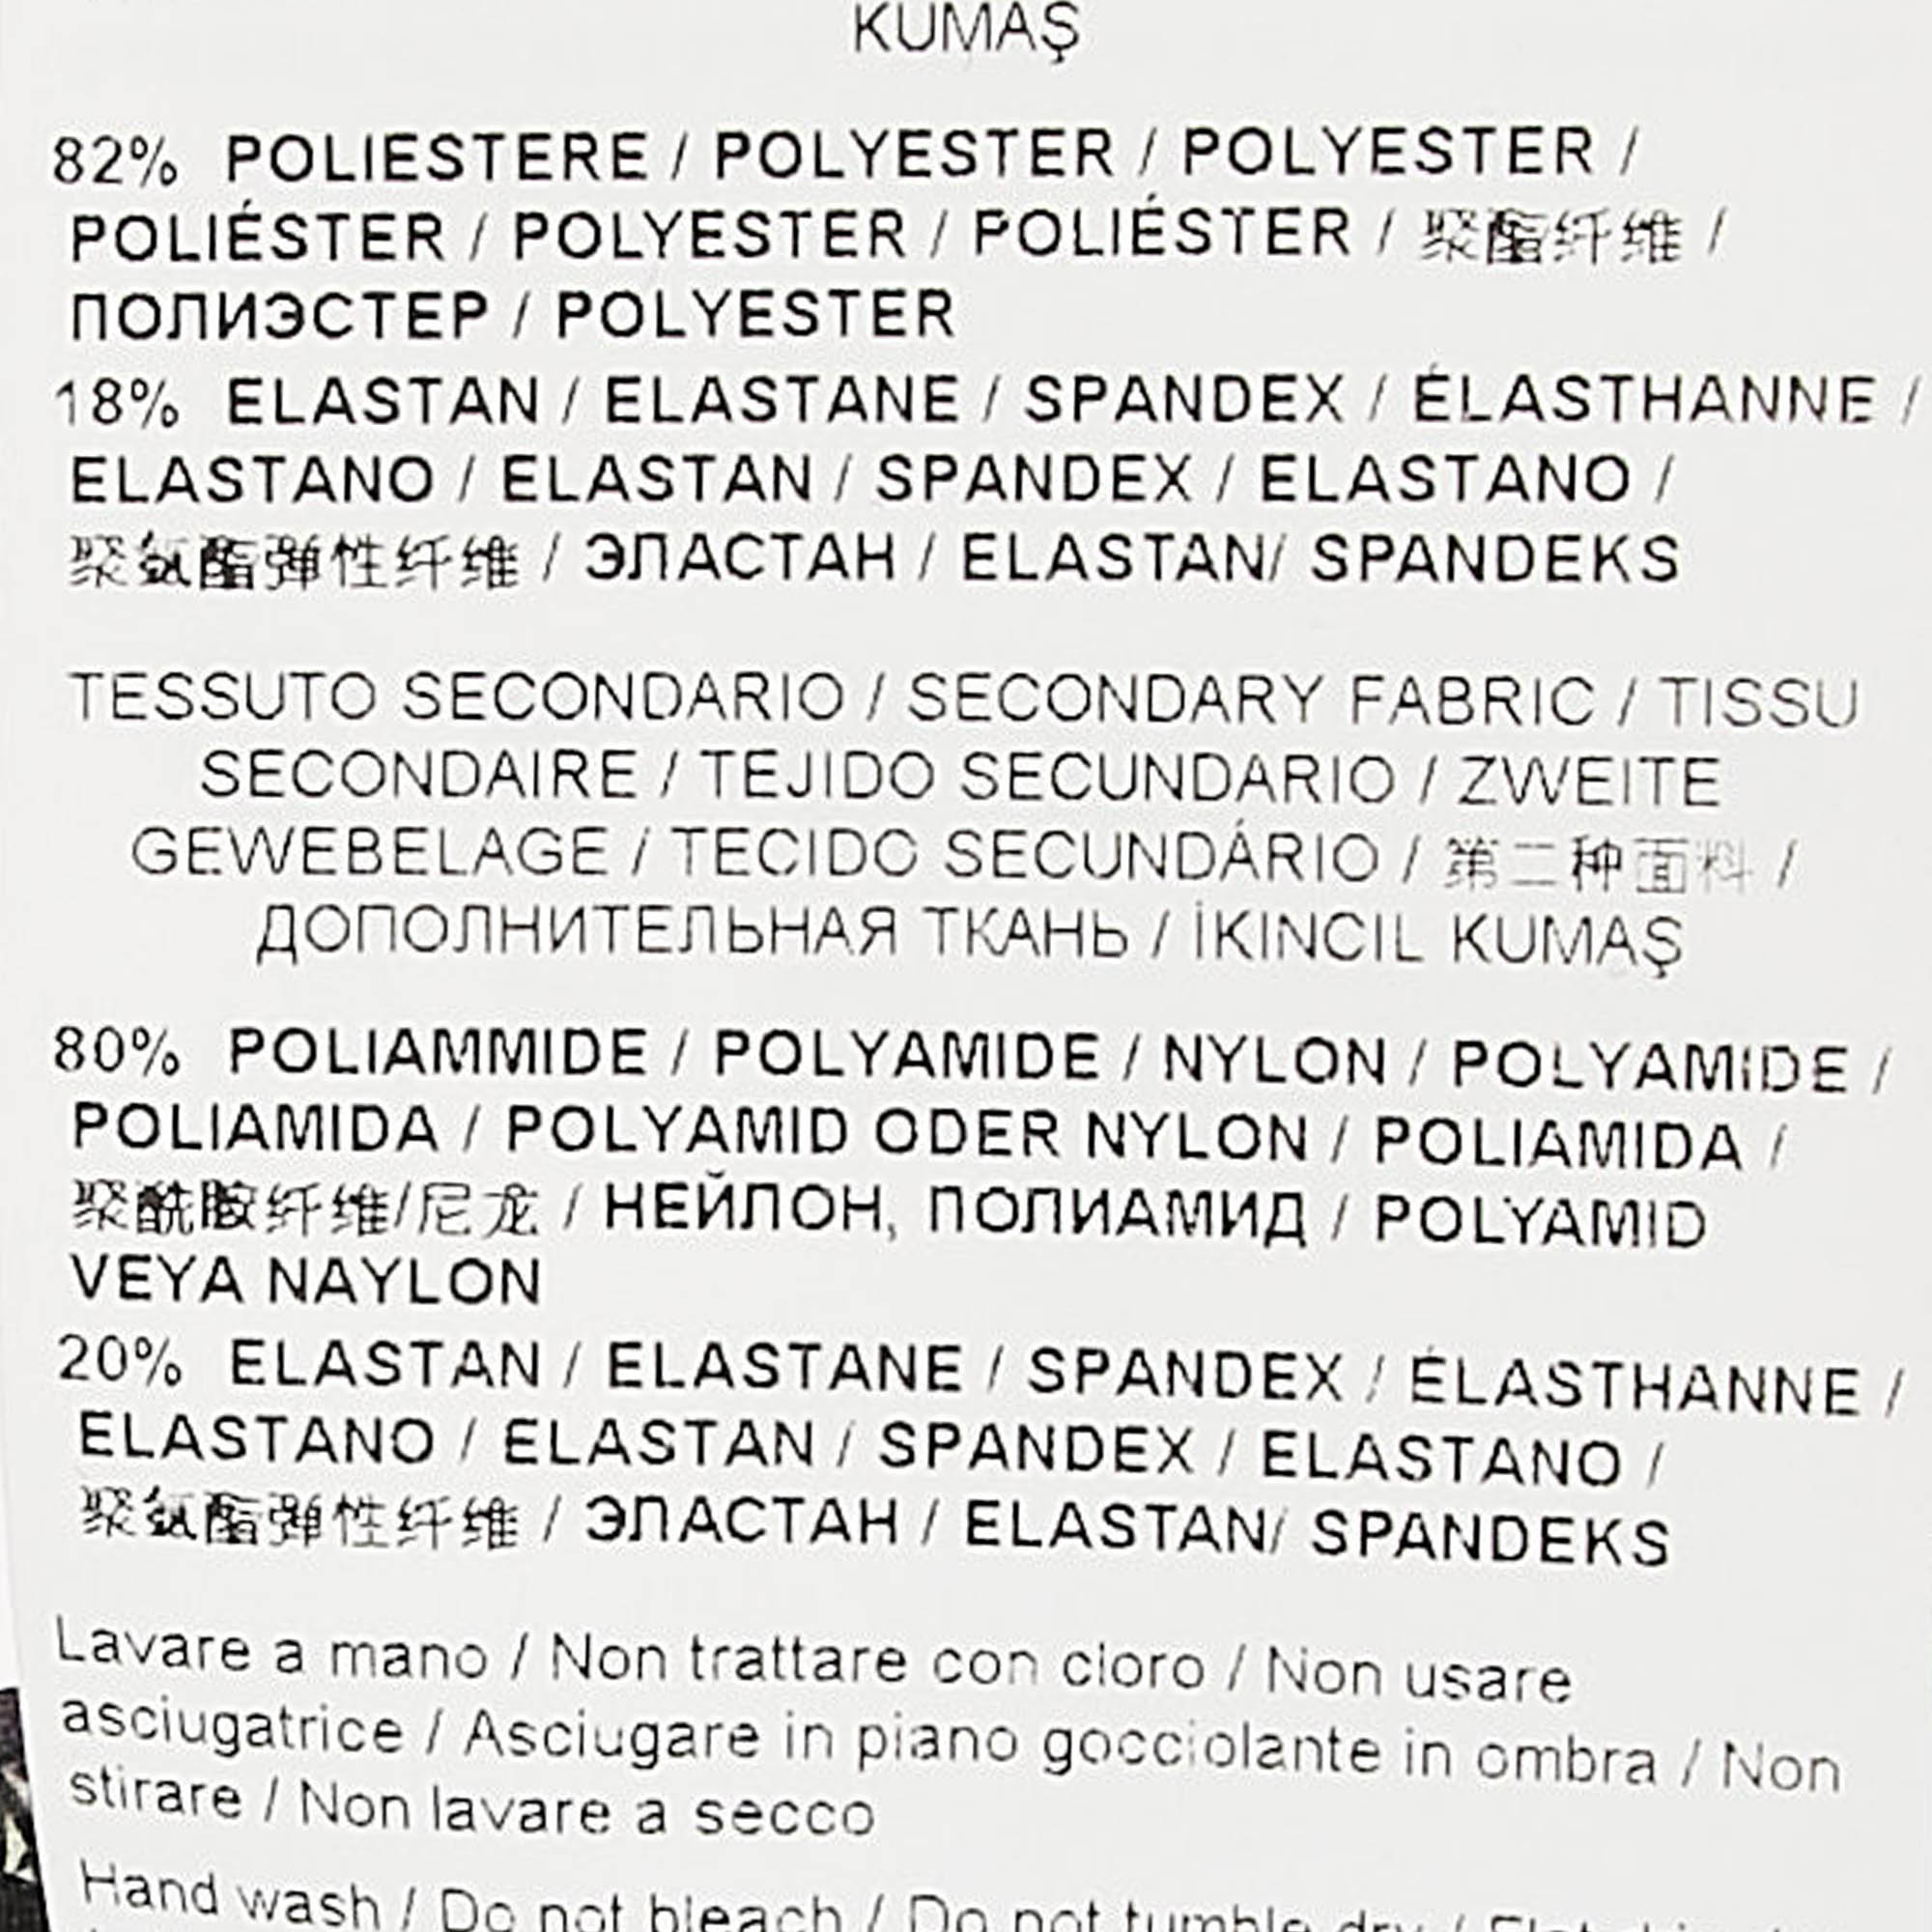 KUMAŞ
82% POLIESTERE / POLYESTER / POLYESTER /
POLIÉSTER / POLYESTER / POLIÉSTER / 聚酯纤维 /
ПОЛИЭСТЕР / POLYESTER
18% ELASTAN / ELASTANE / SPANDEX / ÉLASTHANNE /
ELASTANO / ELASTAN / SPANDEX / ELASTANO /
聚氨酯弹性纤维 / ЭЛАСТАН / ELASTAN/ SPANDEKS
TESSUTO SECONDARIO / SECONDARY FABRIC / TISSU
SECONDAIRE / TEJIDO SECUNDARIO / ZWEITE
GEWEBELAGE / TECIDO SECUNDÁRIO / 第二种面料 /
ДОПОЛНИТЕЛЬНАЯ ТКАНЬ / İKINCIL KUMAŞ
80% POLIAMMIDE / POLYAMIDE / NYLON / POLYAMIDE /
POLIAMIDA / POLYAMID ODER NYLON / POLIAMIDA /
聚酰胺纤维/尼龙 / НЕЙЛОН, ПОЛИАМИД / POLYAMID
VEYA NAYLON
20% ELASTAN / ELASTANE / SPANDEX / ÉLASTHANNE /
ELASTANO / ELASTAN / SPANDEX / ELASTANO /
聚氨酯弹性纤维 / ЭЛАСТАН / ELASTAN/ SPANDEKS
Lavare a mano / Non trattare con cloro / Non usare
asciugatrice / Asciugare in piano gocciolante in ombra / Non
stirare / Non lavare a secco
Hand wash / Do not bleach / Do not tumble dry /